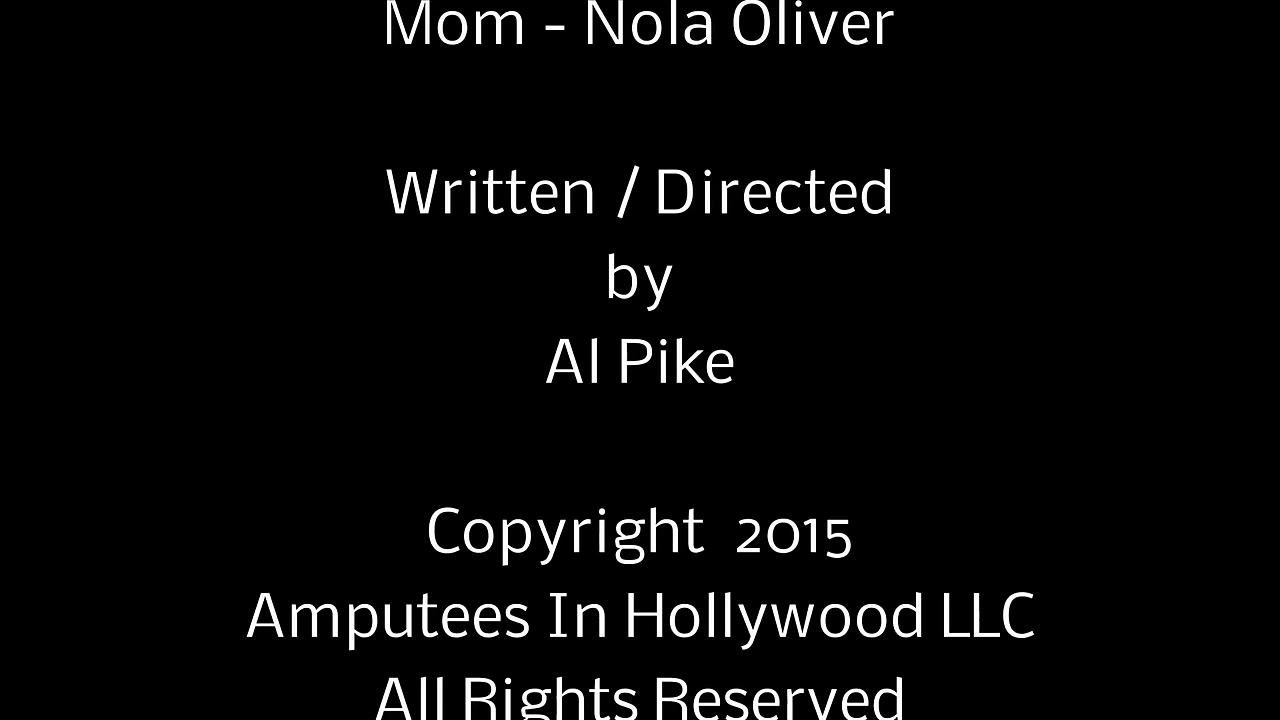 Mom - Nola Oliver
Written / Directed
by
Al Pike
Copyright 2015
Amputees In Hollywood LLC
All Rights Reserved